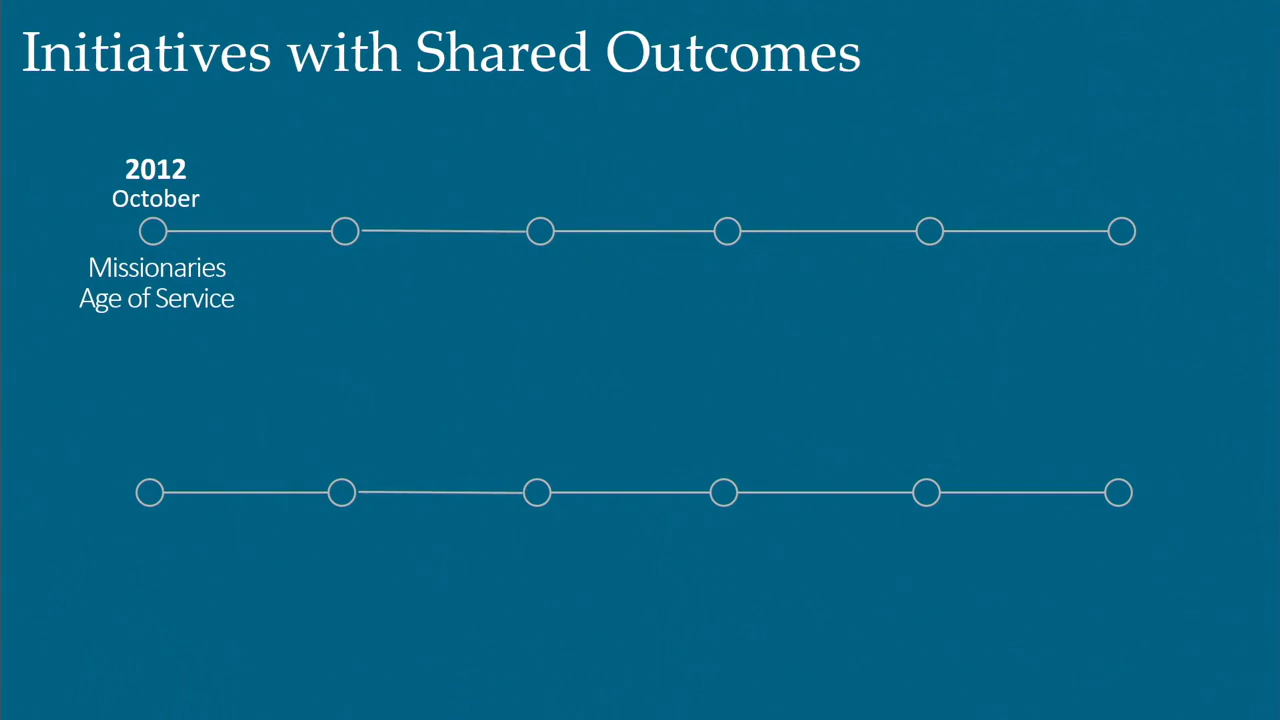 Initiatives with Shared Outcomes
2012
October
Missionaries
Age of Service